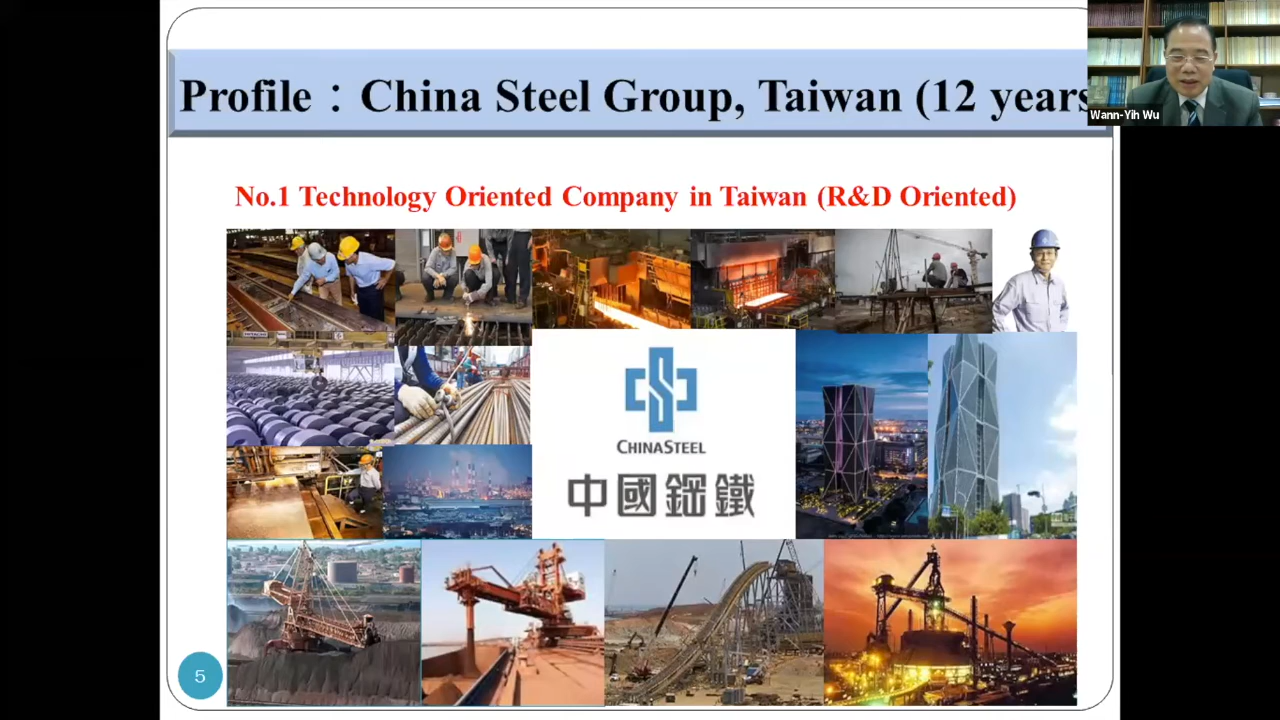 Profile：China Steel Group, Taiwan (12 years
Wann-Yih Wu
No.1 Technology Oriented Company in Taiwan (R&D Oriented)
HITACHI
CHINASTEEL
中國鋼鐵
5